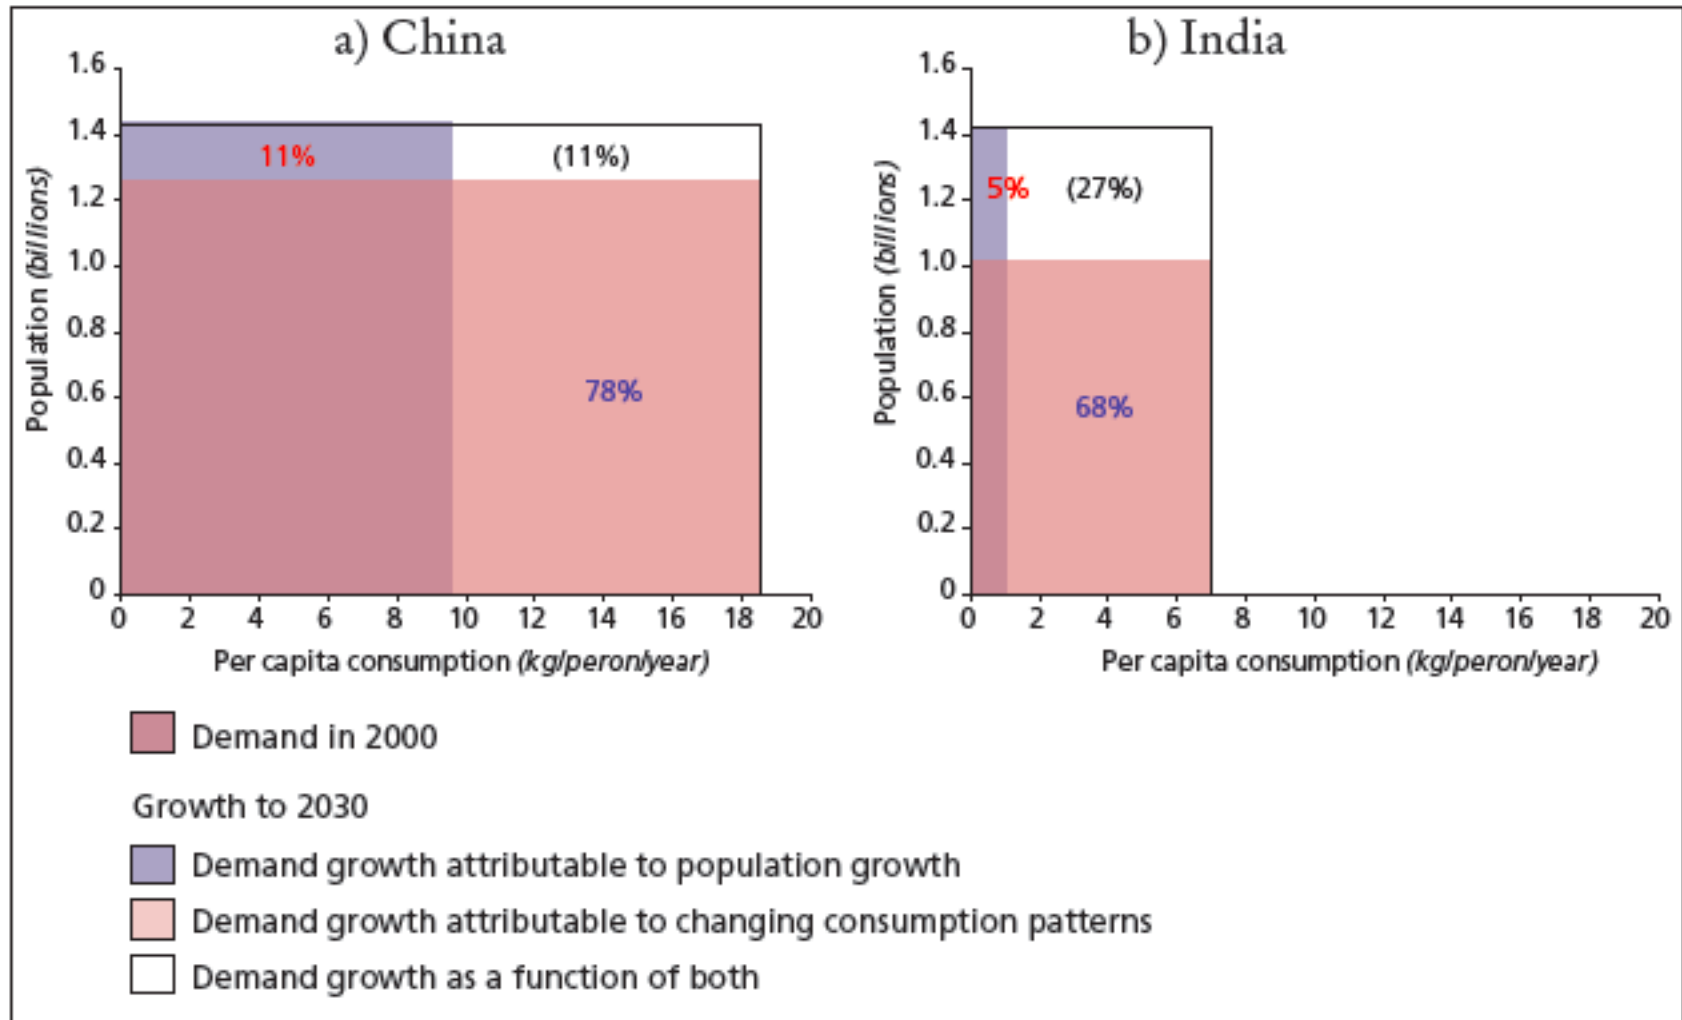 a) China
1.6
1.4
1.2
1.0
0.8
0.6
0.4
0.2
0
Population (billions)
11%
(11%)
78%
0 2 4 6 8 10 12 14 16 18 20
Per capita consumption (kg/peron/year)
b) India
1.6
1.4
1.2
1.0
0.8
0.6
0.4
0.2
0
Population (billions)
5%
(27%)
68%
0 2 4 6 8 10 12 14 16 18 20
Per capita consumption (kg/peron/year)
Demand in 2000
Growth to 2030
Demand growth attributable to population growth
Demand growth attributable to changing consumption patterns
Demand growth as a function of both